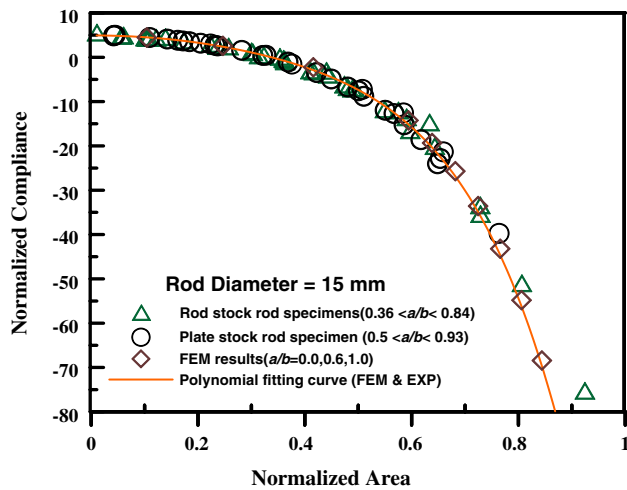 10
0
-10
-20
-30
-40
-50
-60
-70
-80
Normalized Compliance
Rod Diameter = 15 mm
Rod stock rod specimens(0.36 <a/b< 0.84)
Plate stock rod specimen (0.5 <a/b< 0.93)
FEM results(a/b=0.0,0.6,1.0)
Polynomial fitting curve (FEM & EXP)
0 0.2 0.4 0.6 0.8 1
Normalized Area